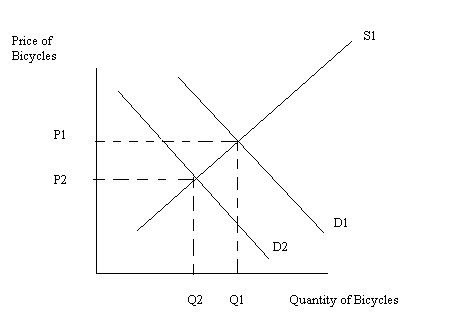 S1
Price of
Bicycles
P1
P2
D1
D2
Q2 Q1 Quantity of Bicycles